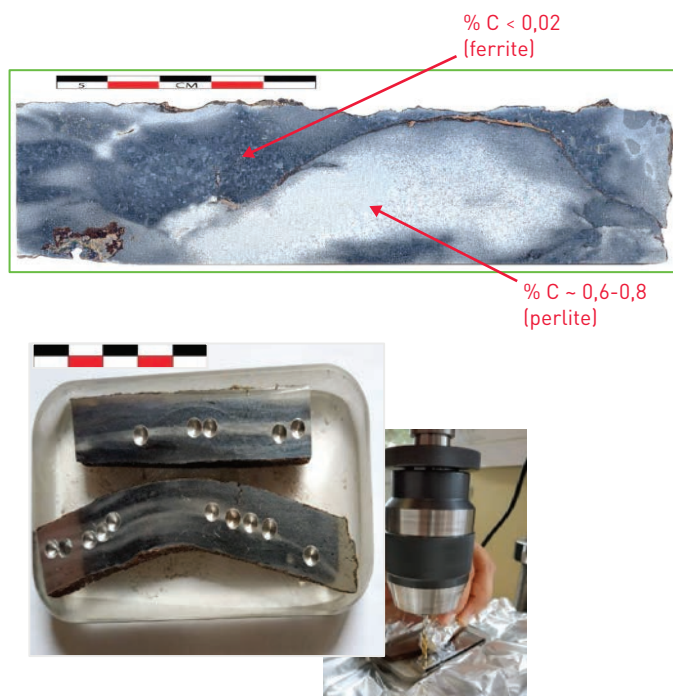 % C < 0,02
(ferrite)
5 CM
% C ~ 0,6-0,8
(perlite)